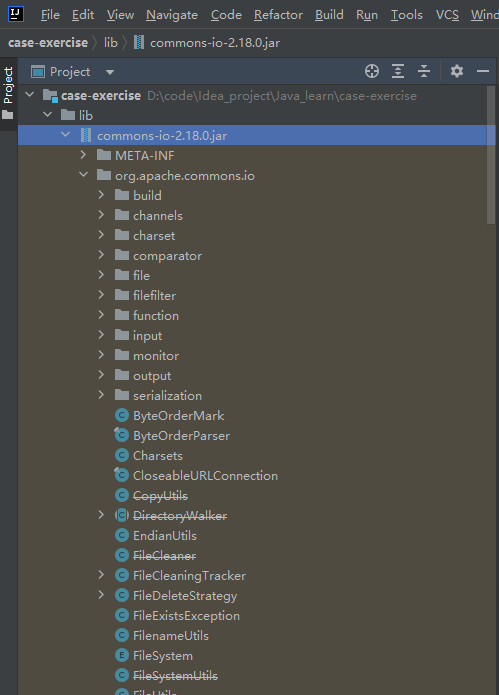 IJ File Edit View Navigate Code Refactor Build Run Tools VCS Wind
case-exercise lib commons-io-2.18.0.jar
Project
Project
case-exercise D:\code\Idea_project\Java_learn\case-exercise
lib
commons-io-2.18.0.jar
META-INF
org.apache.commons.io
build
channels
charset
comparator
file
filefilter
function
input
monitor
output
serialization
C ByteOrderMark
C ByteOrderParser
C Charsets
C CloseableURLConnection
C CopyUtils
C DirectoryWalker
C EndianUtils
C FileCleaner
C FileCleaningTracker
C FileDeleteStrategy
C FileExistsException
C FilenameUtils
E FileSystem
C FileSystemUtils
C FileUtils